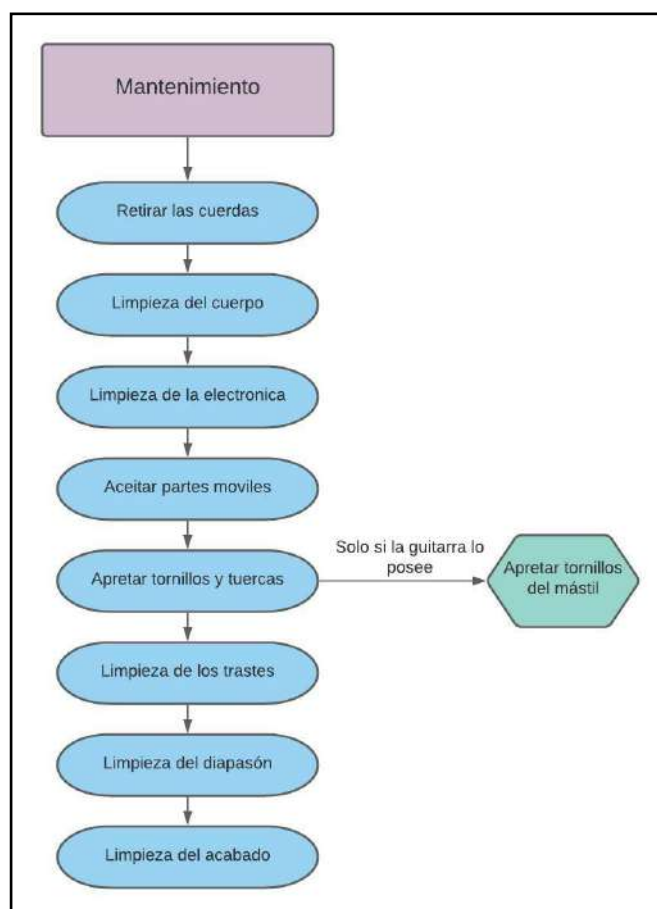 Mantenimiento
Retirar las cuerdas
Limpieza del cuerpo
Limpieza de la electronica
Aceitar partes moviles
Solo si la guitarra lo
posee
Apretar tornillos y tuercas
Apretar tornillos
del mástil
Limpieza de los trastes
Limpieza del diapasón
Limpieza del acabado